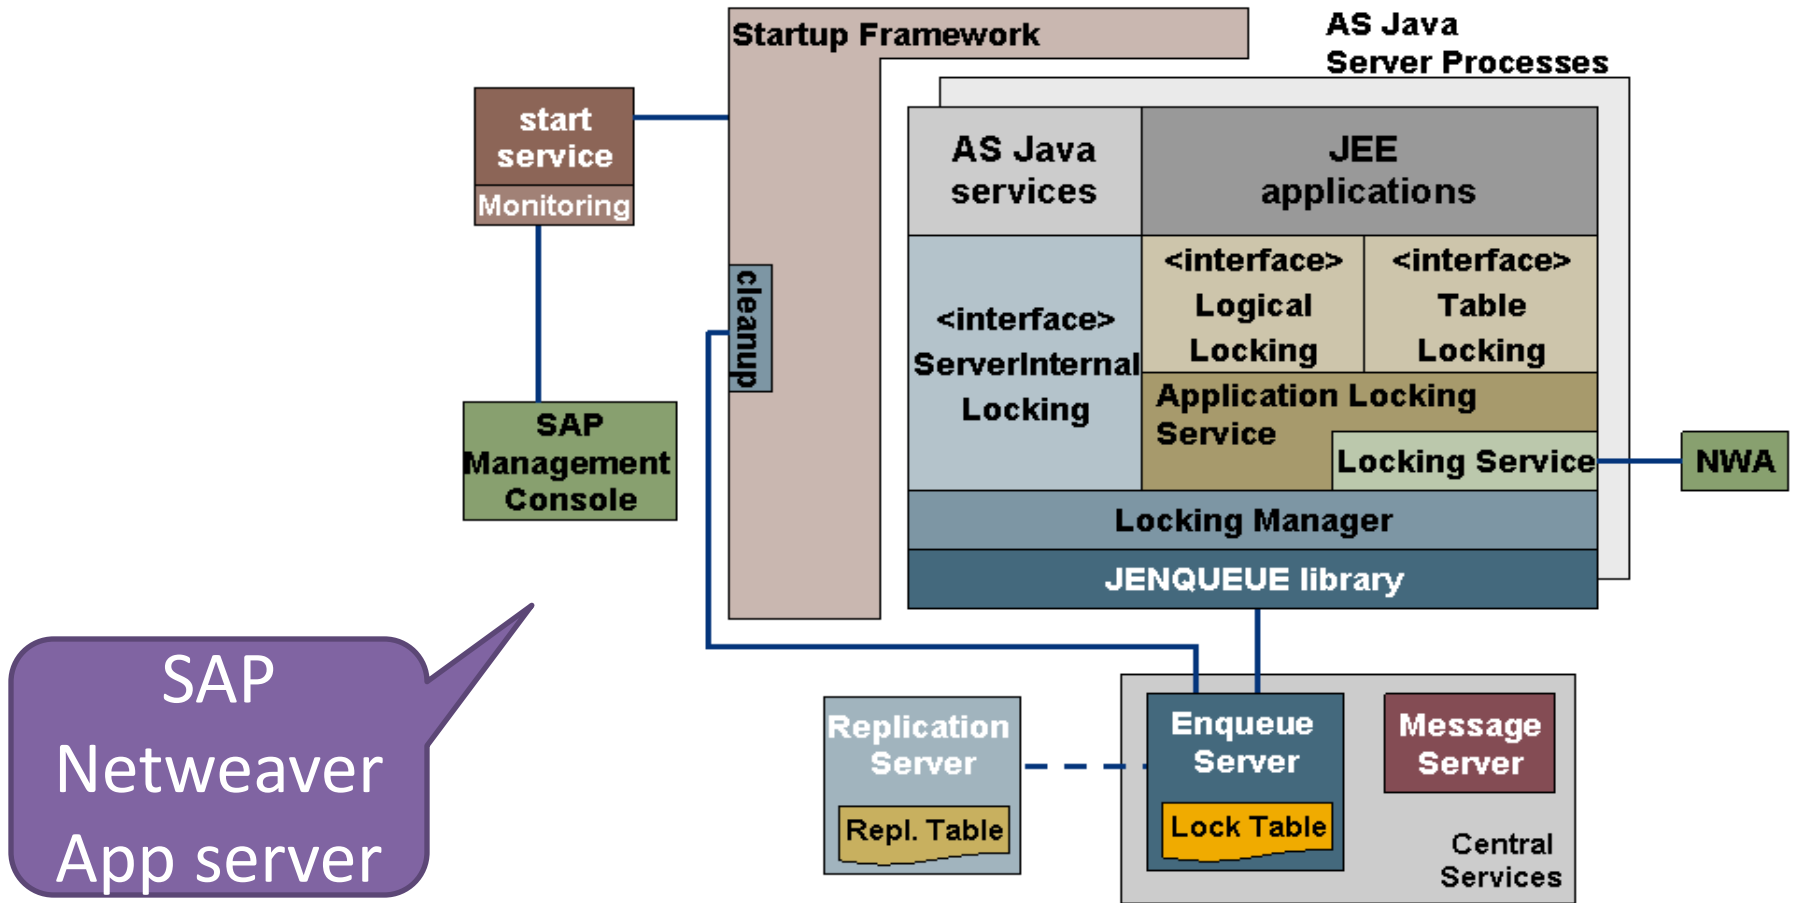 Startup Framework
AS Java
Server Processes
start
service
Monitoring
AS Java
services
JEE
applications
cleanup
<interface>
ServerInternal
Locking
<interface>
Logical
Locking
<interface>
Table
Locking
Application Locking
Service
Locking Service
NWA
SAP
Management
Console
Locking Manager
JENQUEUE library
SAP
Netweaver
App server
Replication
Server
Repl. Table
Enqueue
Server
Lock Table
Message
Server
Central
Services